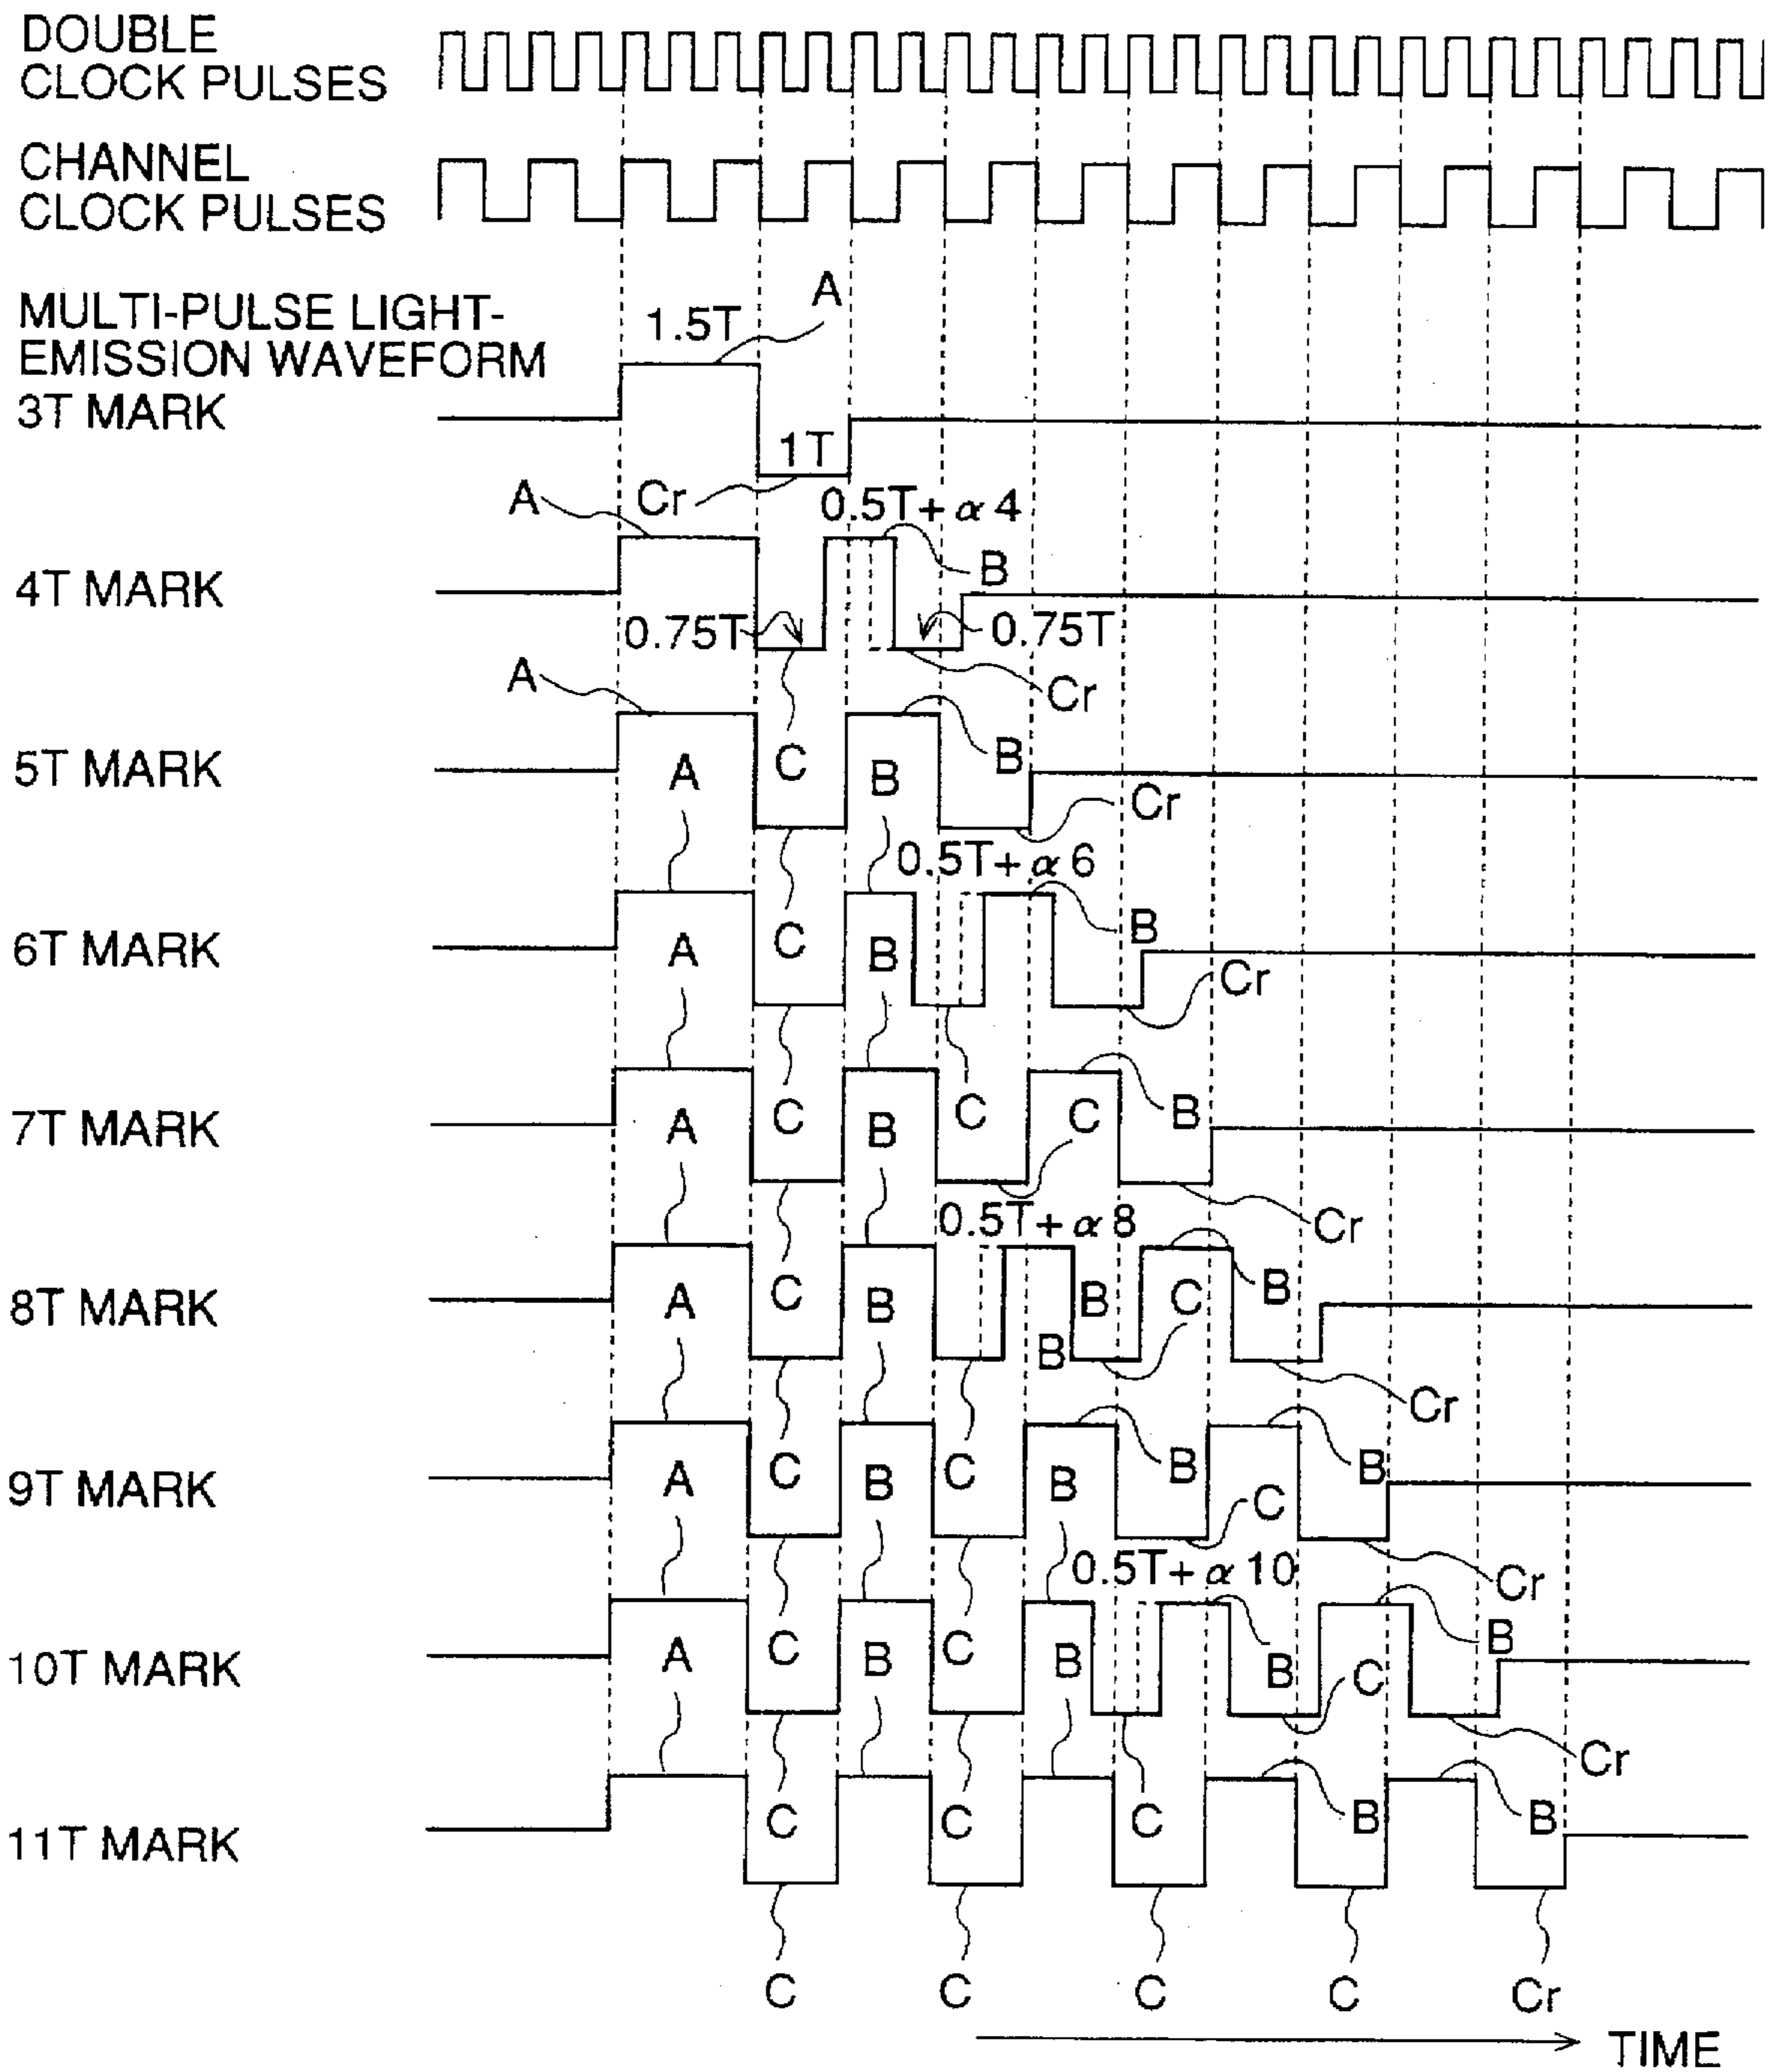 DOUBLE
CLOCK PULSES
CHANNEL
CLOCK PULSES
MULTI-PULSE LIGHT-
EMISSION WAVEFORM
1.5T A
3T MARK
1T
A Cr 0.5T+α4
4T MARK B
0.75T 0.75T
A Cr
5T MARK A C B B
Cr
0.5T+α6
6T MARK A C B B
Cr
7T MARK A C B C C B
0.5T+α8 Cr
8T MARK A C B B C B
B
Cr
9T MARK A C B C B B B
C
0.5T+α10 Cr
10T MARK A C B C B B C B
Cr
11T MARK C C C B B
C C C C Cr
TIME